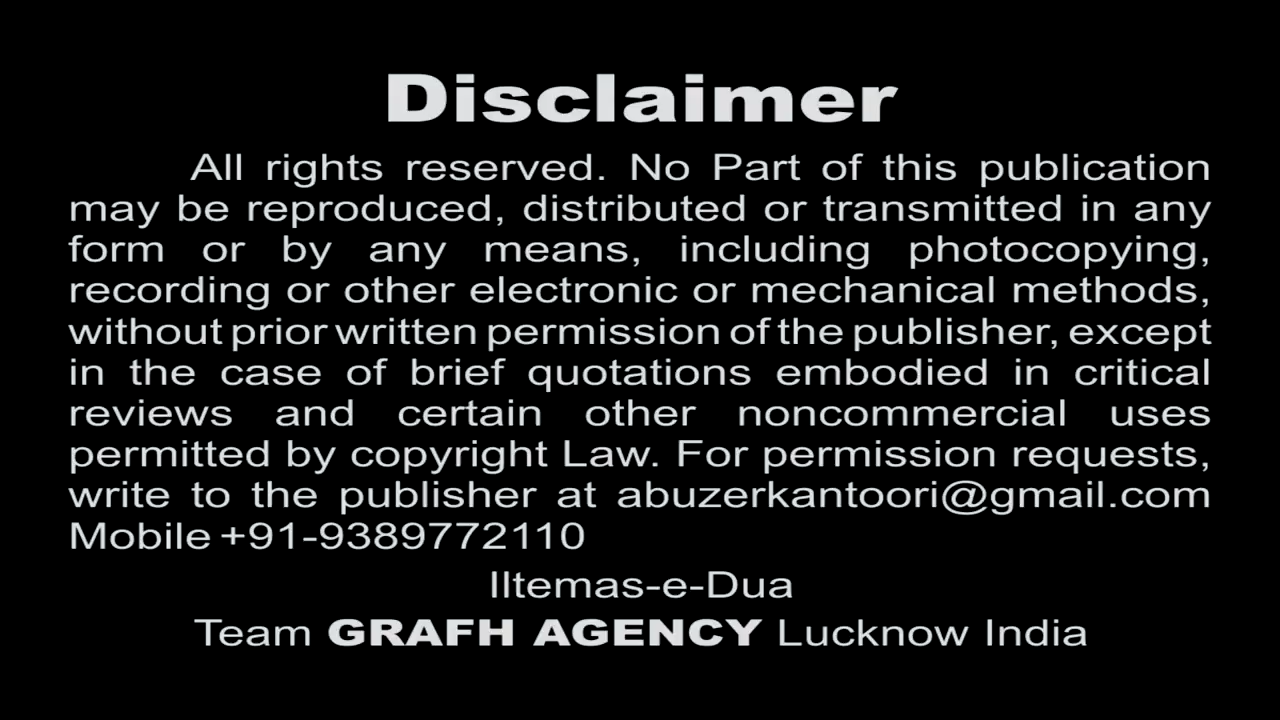 Disclaimer
All rights reserved. No Part of this publication
may be reproduced, distributed or transmitted in any
form or by any means, including photocopying,
recording or other electronic or mechanical methods,
without prior written permission of the publisher, except
in the case of brief quotations embodied in critical
reviews and certain other noncommercial uses
permitted by copyright Law. For permission requests,
write to the publisher at abuzerkantoori@gmail.com
Mobile +91-9389772110
Iltemas-e-Dua
Team GRAFH AGENCY Lucknow India